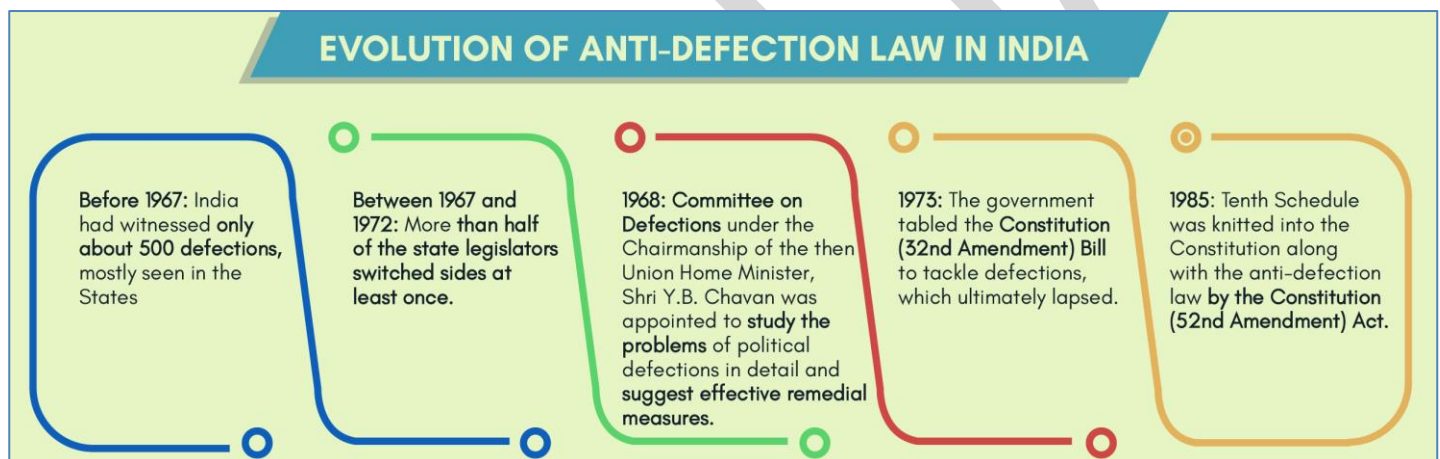 EVOLUTION OF ANTI-DEFECTION LAW IN INDIA
Before 1967: India
had witnessed only
about 500 defections,
mostly seen in the
States
Between 1967 and
1972: More than half
of the state legislators
switched sides at
least once.
1968: Committee on
Defections under the
Chairmanship of the then
Union Home Minister,
Shri Y.B. Chavan was
appointed to study the
problems of political
defections in detail and
suggest effective remedial
measures.
1973: The government
tabled the Constitution
(32nd Amendment) Bill
to tackle defections,
which ultimately lapsed.
1985: Tenth Schedule
was knitted into the
Constitution along
with the anti-defection
law by the Constitution
(52nd Amendment) Act.